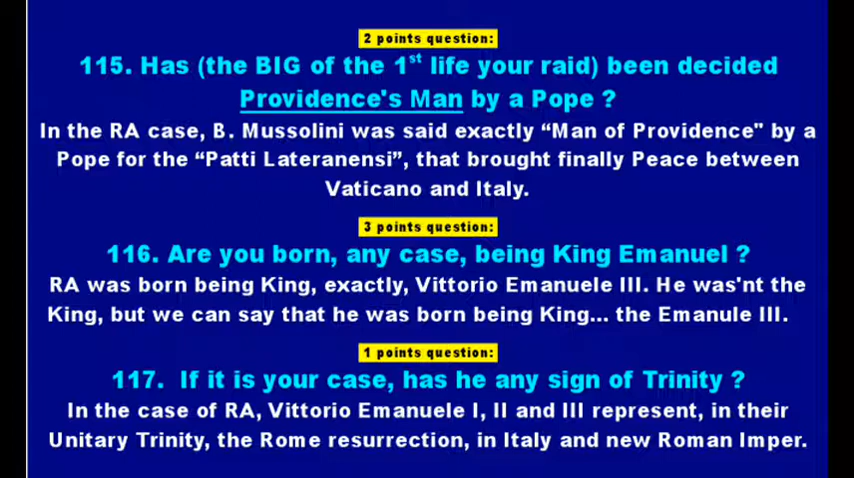 2 points question:
115. Has (the BIG of the 1st life your raid) been decided
Providence's Man by a Pope ?
In the RA case, B. Mussolini was said exactly “Man of Providence" by a
Pope for the “Patti Lateranensi”, that brought finally Peace between
Vaticano and Italy.
3 points question:
116. Are you born, any case, being King Emanuel ?
RA was born being King, exactly, Vittorio Emanuele III. He was'nt the
King, but we can say that he was born being King... the Emanule III.
1 points question:
117. If it is your case, has he any sign of Trinity ?
In the case of RA, Vittorio Emanuele I, II and III represent, in their
Unitary Trinity, the Rome resurrection, in Italy and new Roman Imper.